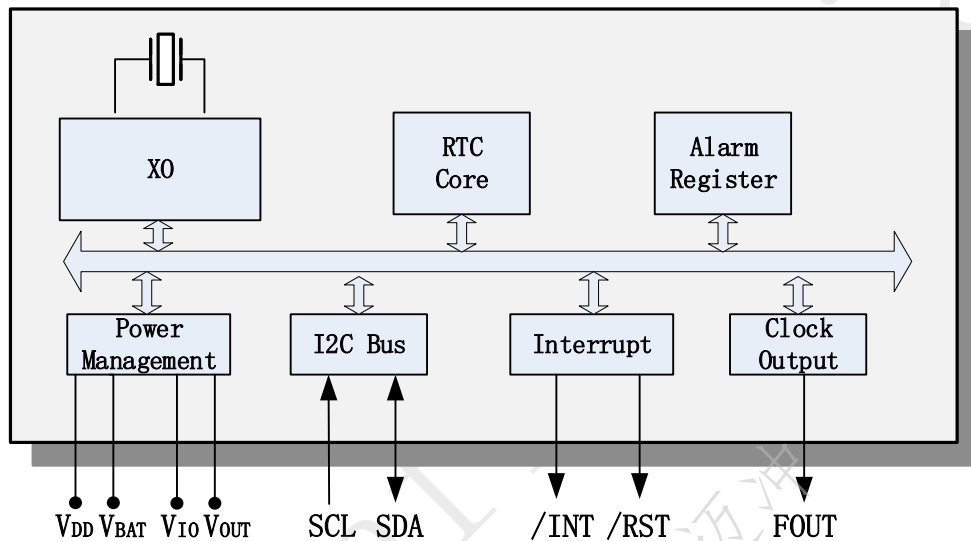 XO
RTC
Core
Alarm
Register
Power
Management
I2C Bus
Interrupt
Clock
Output
VDD VBAT VIO VOUT SCL SDA /INT /RST FOUT